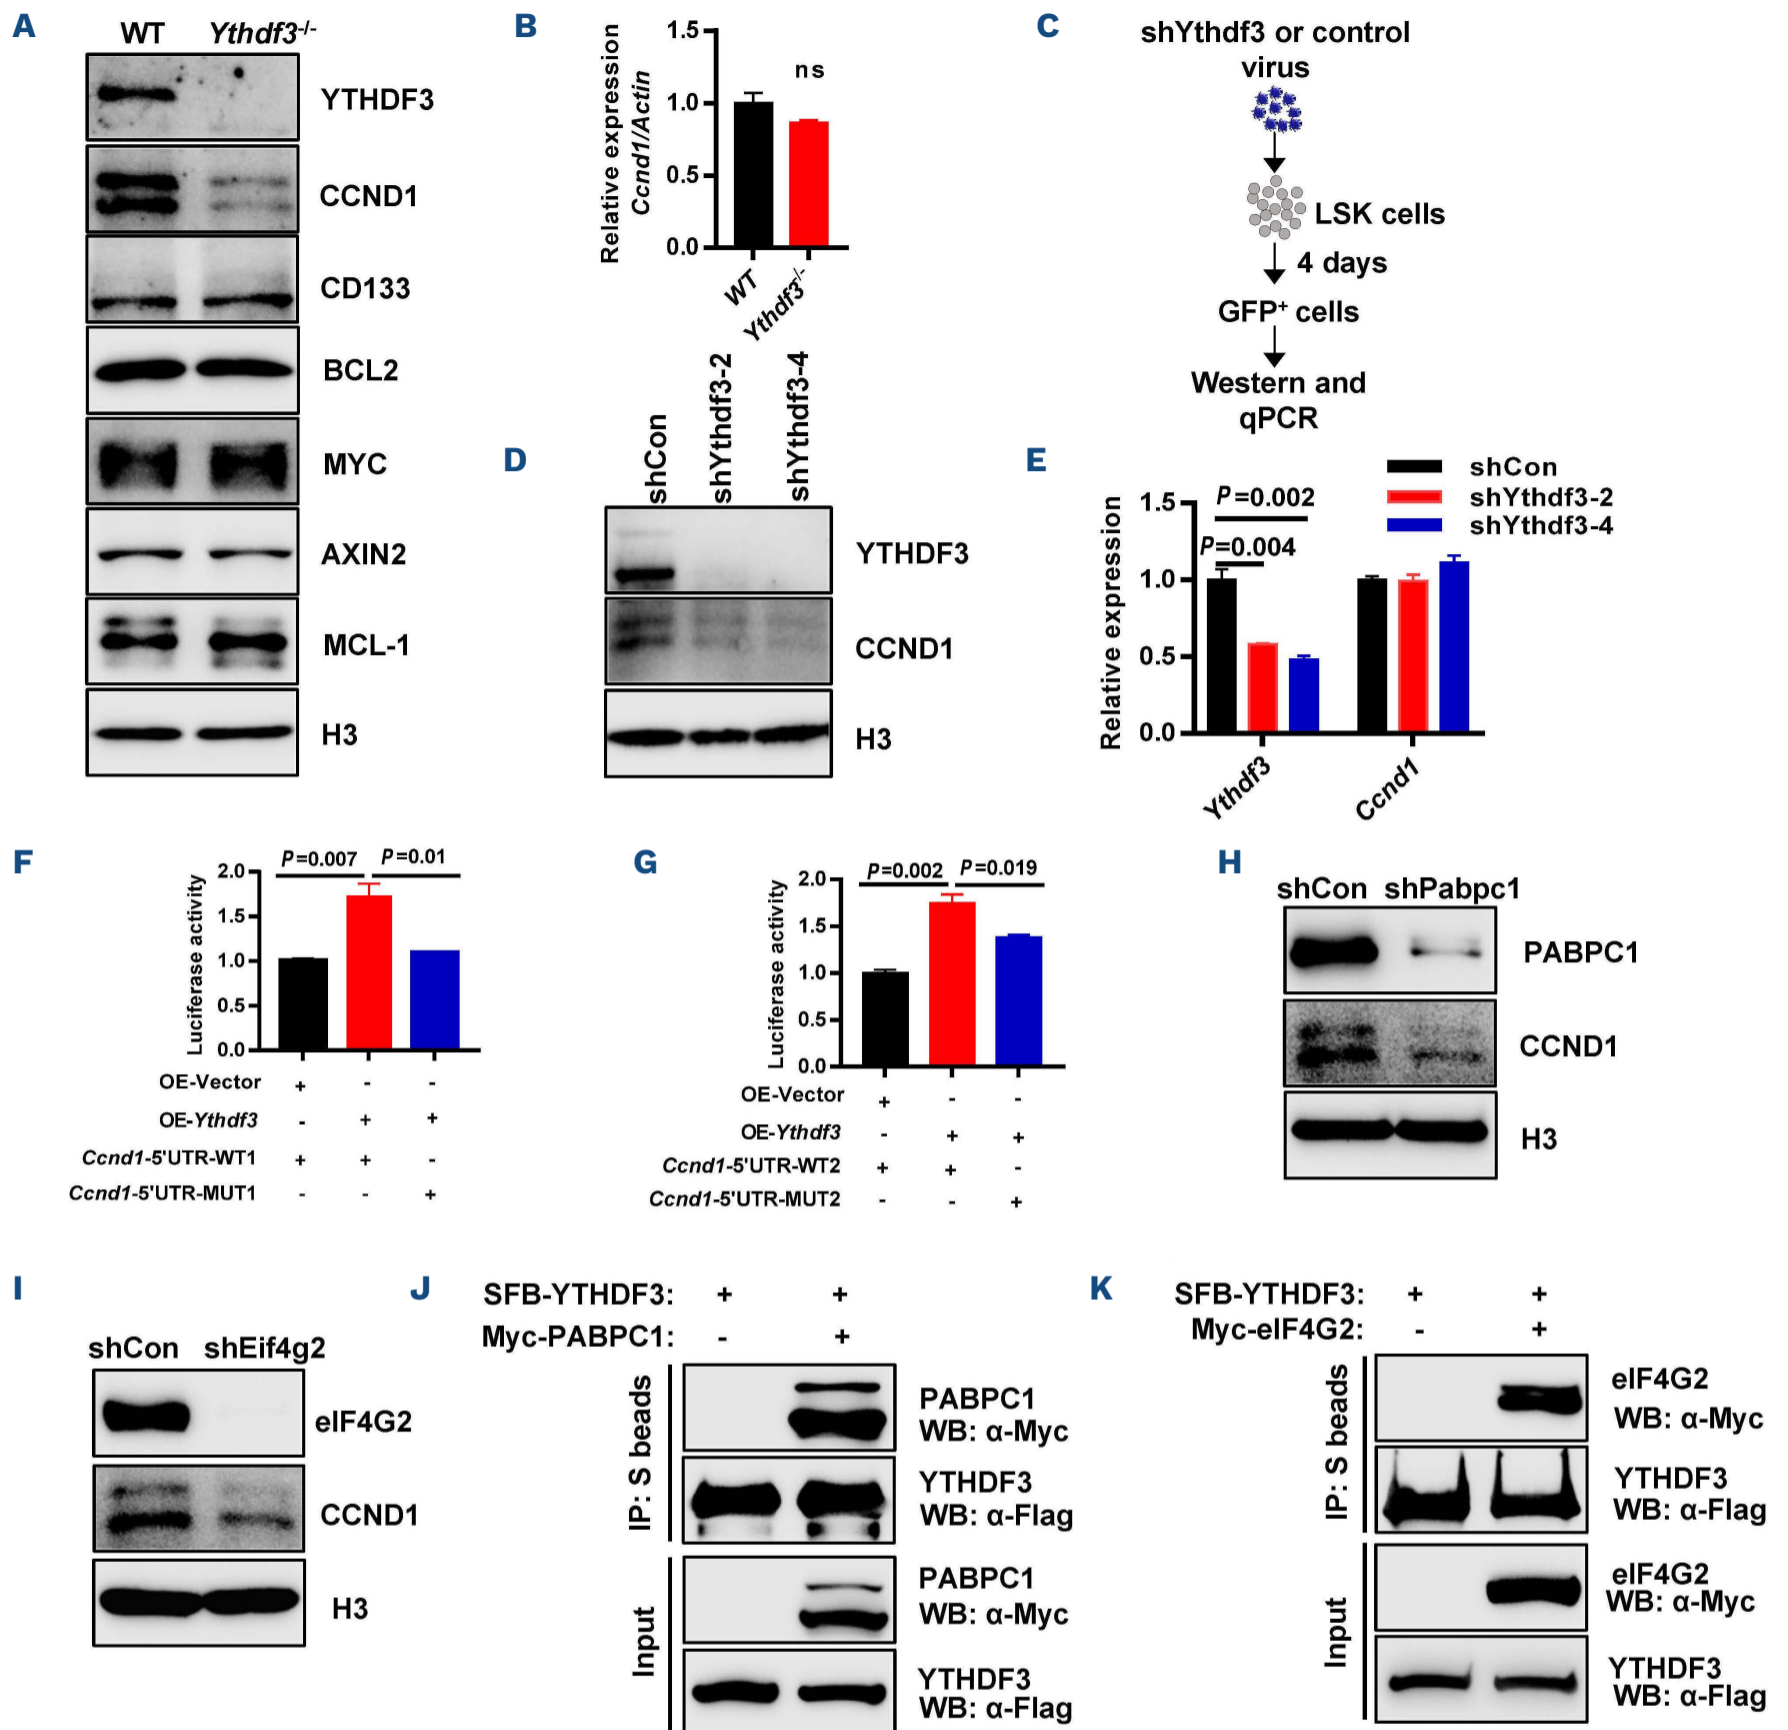 A
WT Ythdf3-/-
YTHDF3
CCND1
CD133
BCL2
MYC
AXIN2
MCL-1
H3
B
Relative expression
Ccnd1/Actin
1.5
1.0
0.5
0.0
ns
WT
Ythdf3-/-
C
shYthdf3 or control
virus
LSK cells
4 days
GFP+ cells
Western and
qPCR
D
shCon
shYthdf3-2
shYthdf3-4
YTHDF3
CCND1
H3
E
shCon
shYthdf3-2
shYthdf3-4
Relative expression
1.5
1.0
0.5
0.0
P=0.002
P=0.004
Ythdf3
Ccnd1
F
Luciferase activity
2.0
1.5
1.0
0.5
0.0
P=0.007
P=0.01
OE-Vector + - -
OE-Ythdf3 - + +
Ccnd1-5'UTR-WT1 + + -
Ccnd1-5'UTR-MUT1 - - +
G
Luciferase activity
2.0
1.5
1.0
0.5
0.0
P=0.002
P=0.019
OE-Vector + - -
OE-Ythdf3 - + +
Ccnd1-5'UTR-WT2 + + -
Ccnd1-5'UTR-MUT2 - - +
H
shCon shPabpc1
PABPC1
CCND1
H3
I
shCon shEif4g2
eIF4G2
CCND1
H3
J
SFB-YTHDF3: + +
Myc-PABPC1: - +
IP: S beads
PABPC1
WB: α-Myc
YTHDF3
WB: α-Flag
Input
PABPC1
WB: α-Myc
YTHDF3
WB: α-Flag
K
SFB-YTHDF3: + +
Myc-eIF4G2: - +
IP: S beads
eIF4G2
WB: α-Myc
YTHDF3
WB: α-Flag
Input
eIF4G2
WB: α-Myc
YTHDF3
WB: α-Flag